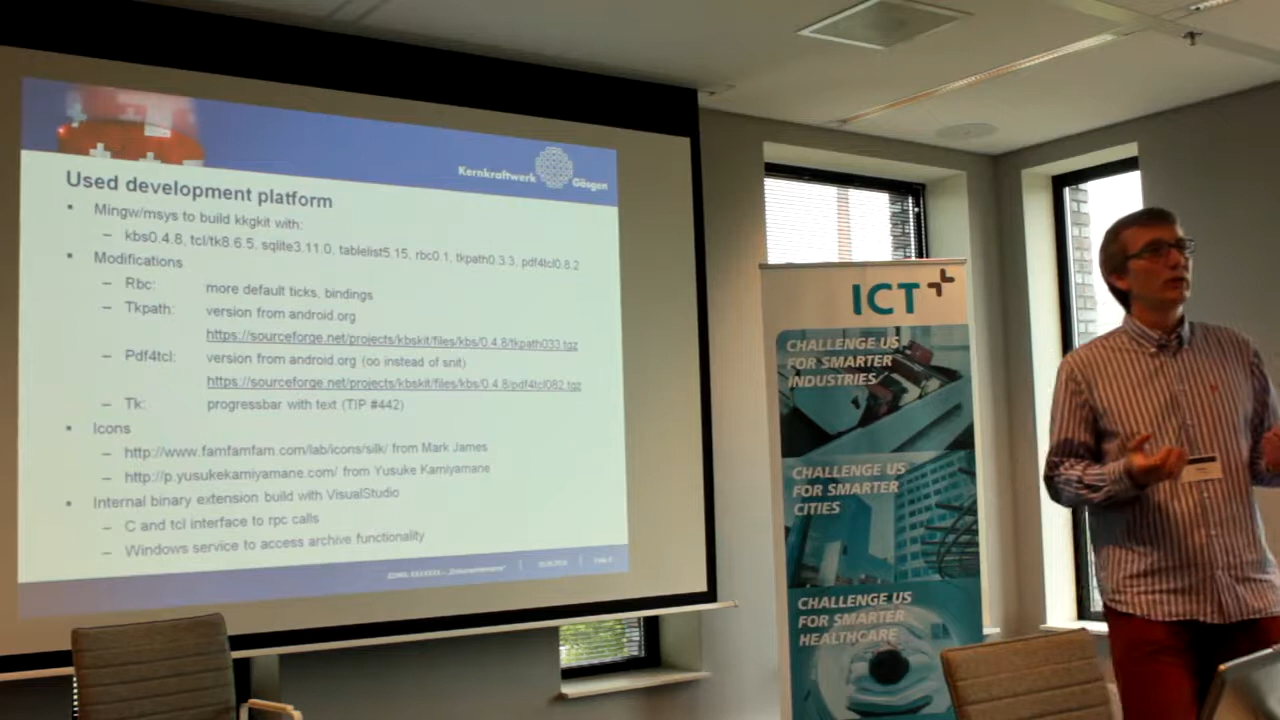 Kernkraftwerk Gösgen
Used development platform
▪ Mingw/msys to build kkgkit with:
– kbs0.4.8, tcl/tk8.6.5, sqlite3.11.0, tablelist5.15, rbc0.1, tkpath0.3.3, pdf4tcl0.8.2
▪ Modifications
– Rbc: more default ticks, bindings
– Tkpath: version from android.org
https://sourceforge.net/projects/kbskit/files/kbs/0.4.8/tkpath033.tgz
– Pdf4tcl: version from android.org (oo instead of snit)
https://sourceforge.net/projects/kbskit/files/kbs/0.4.8/pdf4tcl082.tgz
– Tk: progressbar with text (TIP #442)
▪ Icons
– http://www.famfamfam.com/lab/icons/silk/ from Mark James
– http://p.yusukekamiyamane.com/ from Yusuke Kamiyamane
▪ Internal binary extension build with VisualStudio
– C and tcl interface to rpc calls
– Windows service to access archive functionality
ICT
CHALLENGE US
FOR SMARTER
INDUSTRIES
CHALLENGE US
FOR SMARTER
CITIES
CHALLENGE US
FOR SMARTER
HEALTHCARE